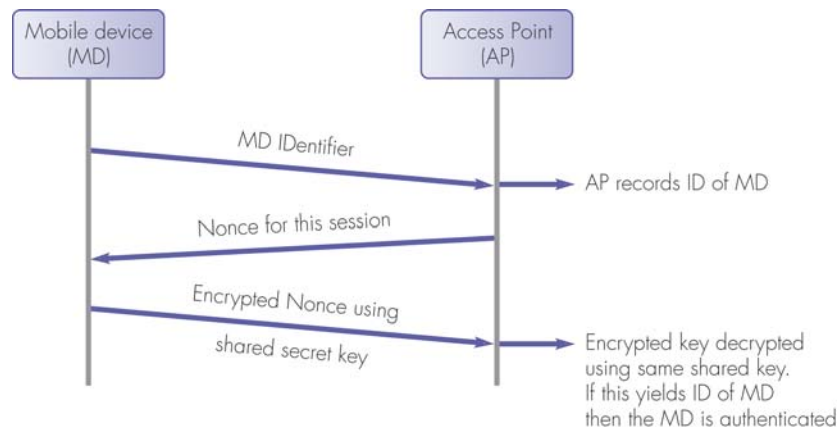 Mobile device
(MD)
Access Point
(AP)
MD IDentifier
AP records ID of MD
Nonce for this session
Encrypted Nonce using
shared secret key
Encrypted key decrypted
using same shared key.
If this yields ID of MD
then the MD is authenticated